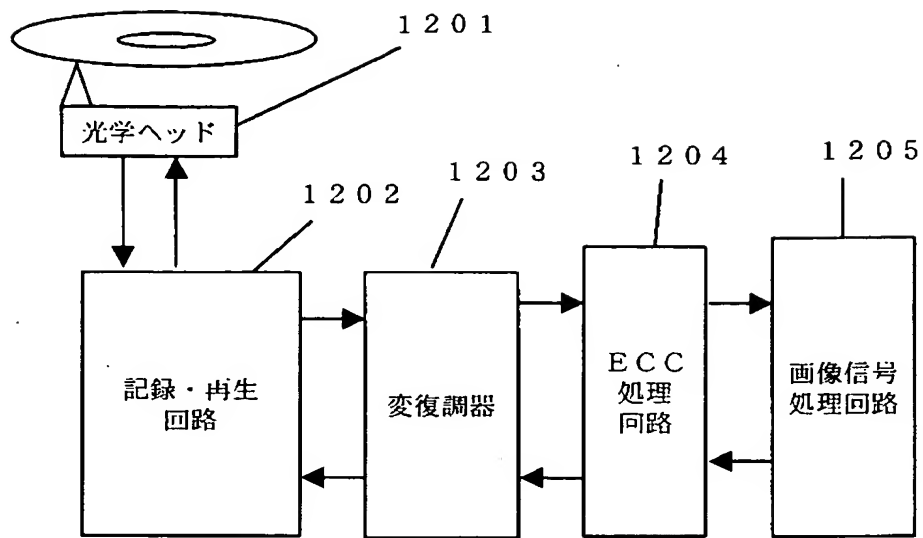 １２０１
光学ヘッド
１２０２
１２０３
１２０４
１２０５
記録・再生
回路
変復調器
ＥＣＣ
処理
回路
画像信号
処理回路